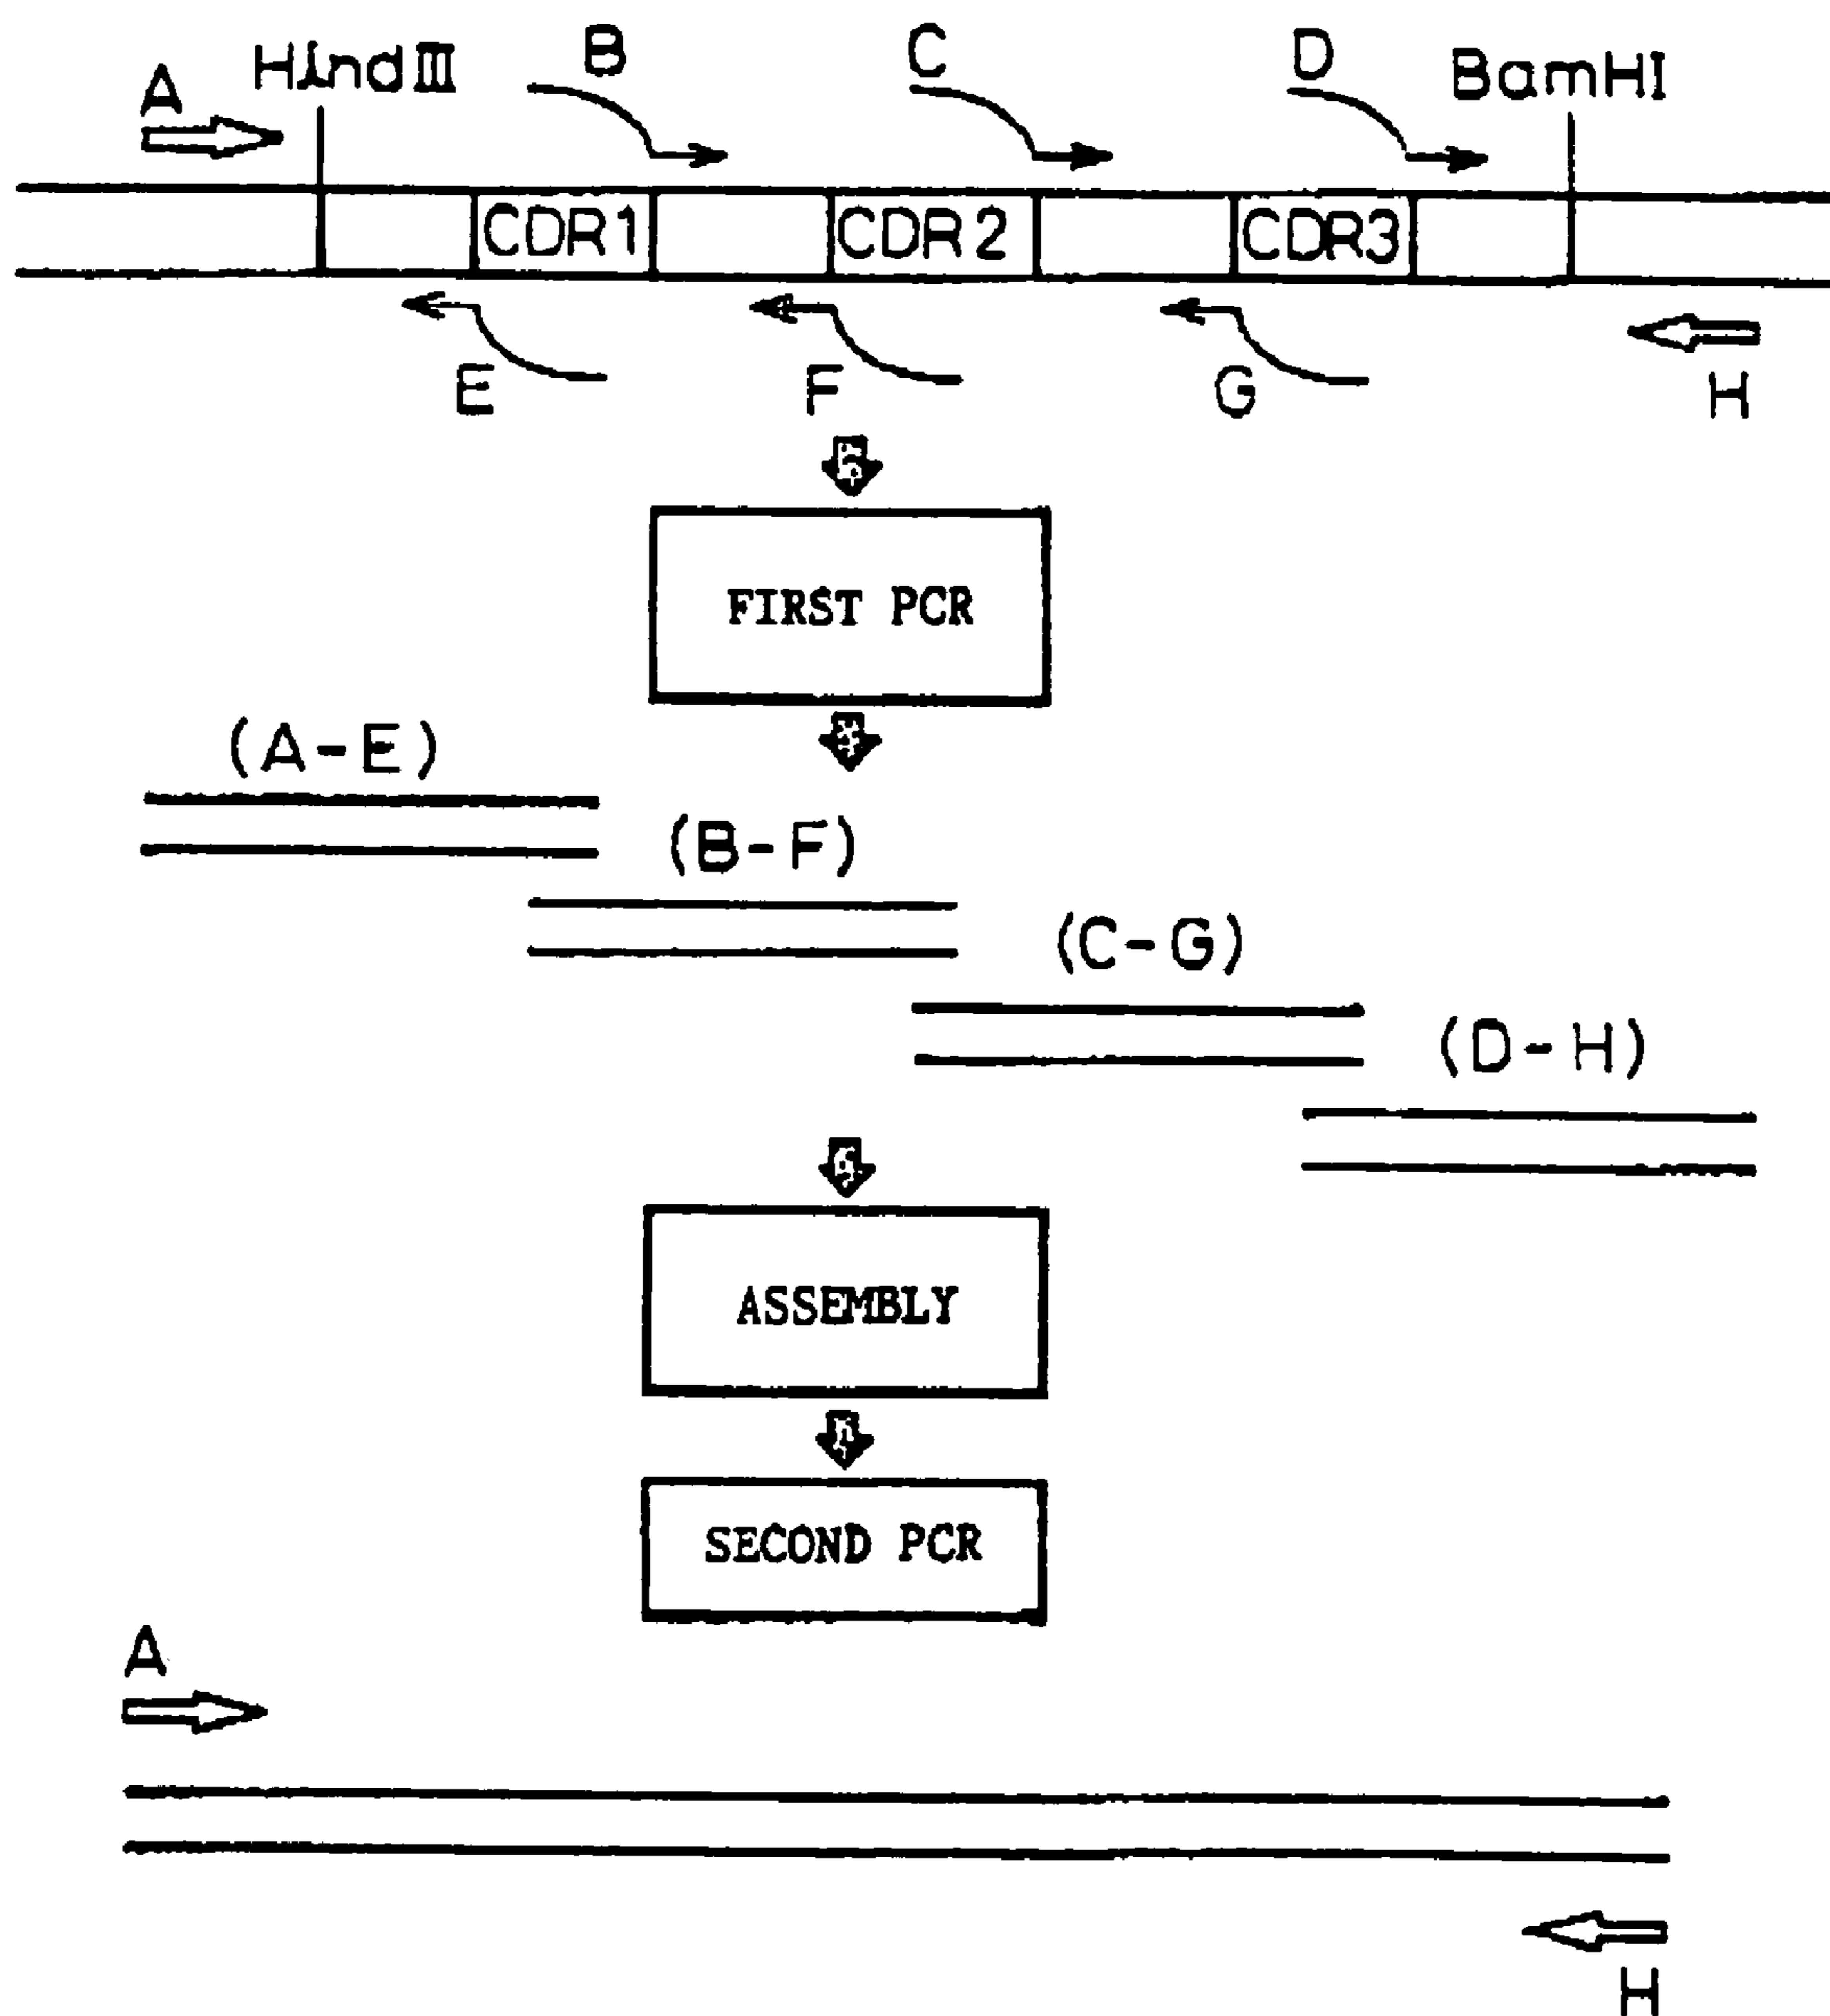 A
HindIII
B
C
D
BamHI
CDR1
CDR2
CDR3
E
F
G
H
FIRST PCR
(A-E)
(B-F)
(C-G)
(D-H)
ASSEMBLY
SECOND PCR
A
H